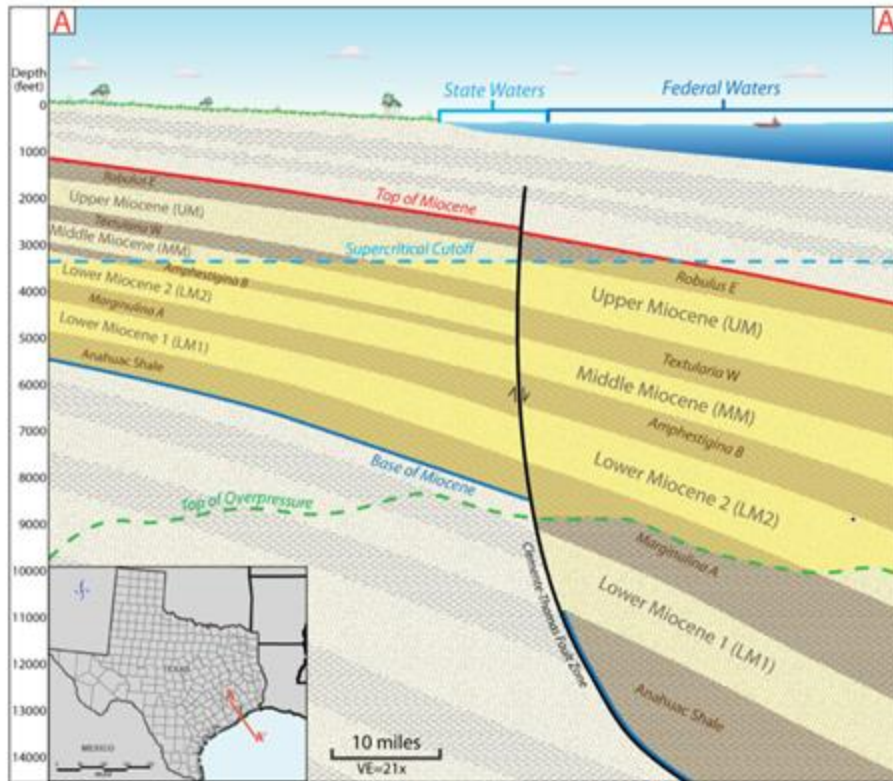 A
A
Depth
(feet)
State Waters
Federal Waters
0
1000
2000
3000
4000
5000
6000
7000
8000
9000
10000
11000
12000
13000
14000
Top of Miocene
Robulus E
Upper Miocene (UM)
Textularia W
Middle Miocene (MM)
Supercritical Cutoff
Amphestigina B
Lower Miocene 2 (LM2)
Marginulina A
Lower Miocene 1 (LM1)
Anahuac Shale
Base of Miocene
Top of Overpressure
Robulus E
Upper Miocene (UM)
Textularia W
Middle Miocene (MM)
Amphestigina B
Lower Miocene 2 (LM2)
Marginulina A
Lower Miocene 1 (LM1)
Anahuac Shale
Clemente-Thomas Fault Zone
TEXAS
MEXICO
A
A'
10 miles
VE=21x